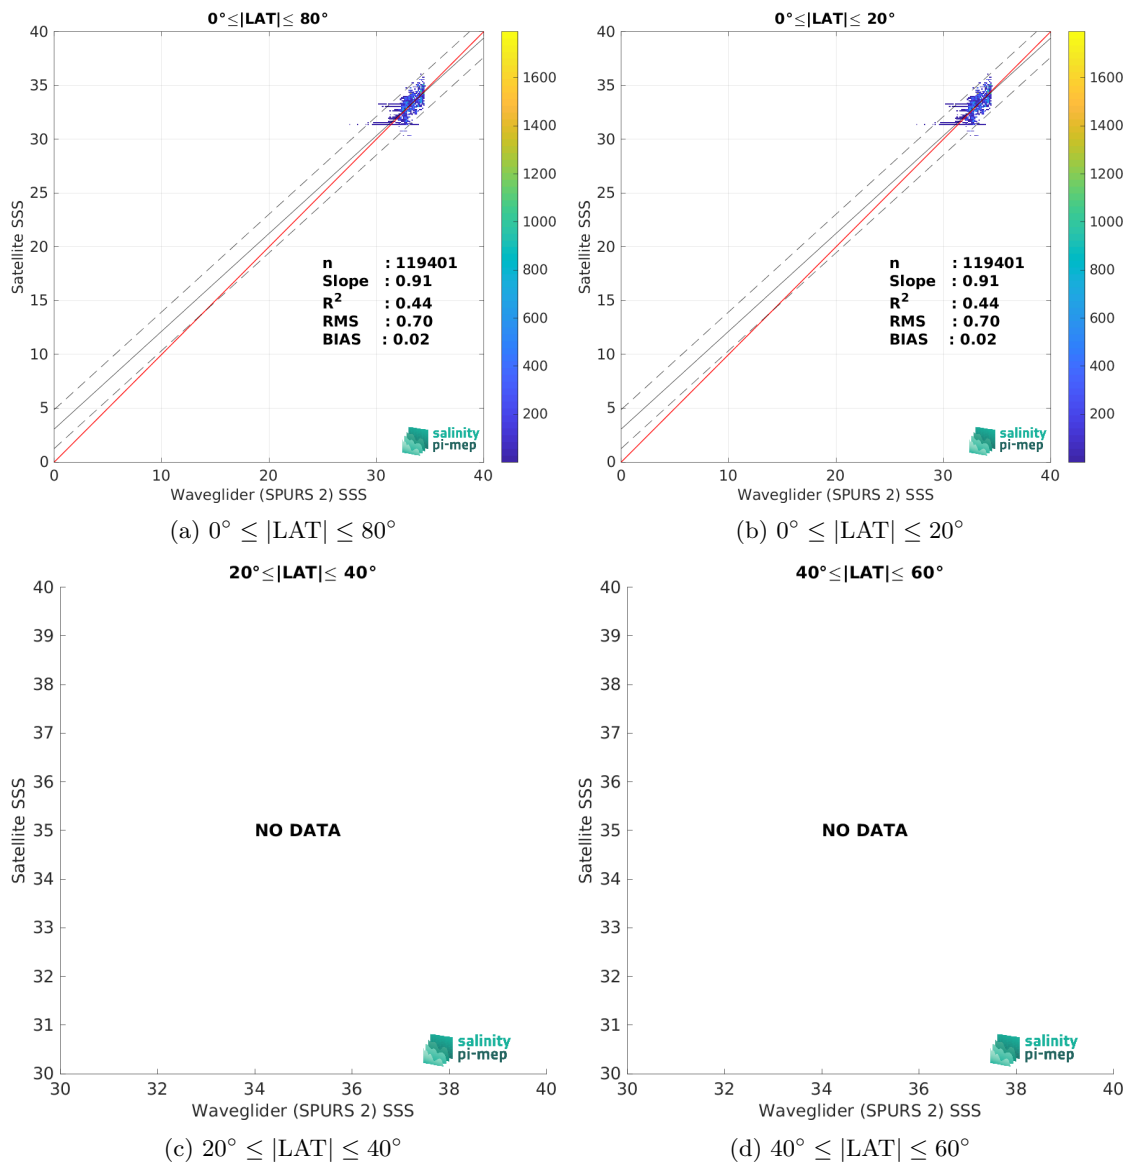 0°≤|LAT|≤ 80°
40
35
30
25
20
15
10
5
0
Satellite SSS
n : 119401
Slope : 0.91
R² : 0.44
RMS : 0.70
BIAS : 0.02
salinity
pi-mep
0 10 20 30 40
Waveglider (SPURS 2) SSS
1600
1400
1200
1000
800
600
400
200
(a) 0° ≤ |LAT| ≤ 80°
0°≤|LAT|≤ 20°
40
35
30
25
20
15
10
5
0
Satellite SSS
n : 119401
Slope : 0.91
R² : 0.44
RMS : 0.70
BIAS : 0.02
salinity
pi-mep
0 10 20 30 40
Waveglider (SPURS 2) SSS
1600
1400
1200
1000
800
600
400
200
(b) 0° ≤ |LAT| ≤ 20°
20°≤|LAT|≤ 40°
40
39
38
37
36
35
34
33
32
31
30
Satellite SSS
NO DATA
salinity
pi-mep
30 32 34 36 38 40
Waveglider (SPURS 2) SSS
(c) 20° ≤ |LAT| ≤ 40°
40°≤|LAT|≤ 60°
40
39
38
37
36
35
34
33
32
31
30
Satellite SSS
NO DATA
salinity
pi-mep
30 32 34 36 38 40
Waveglider (SPURS 2) SSS
(d) 40° ≤ |LAT| ≤ 60°